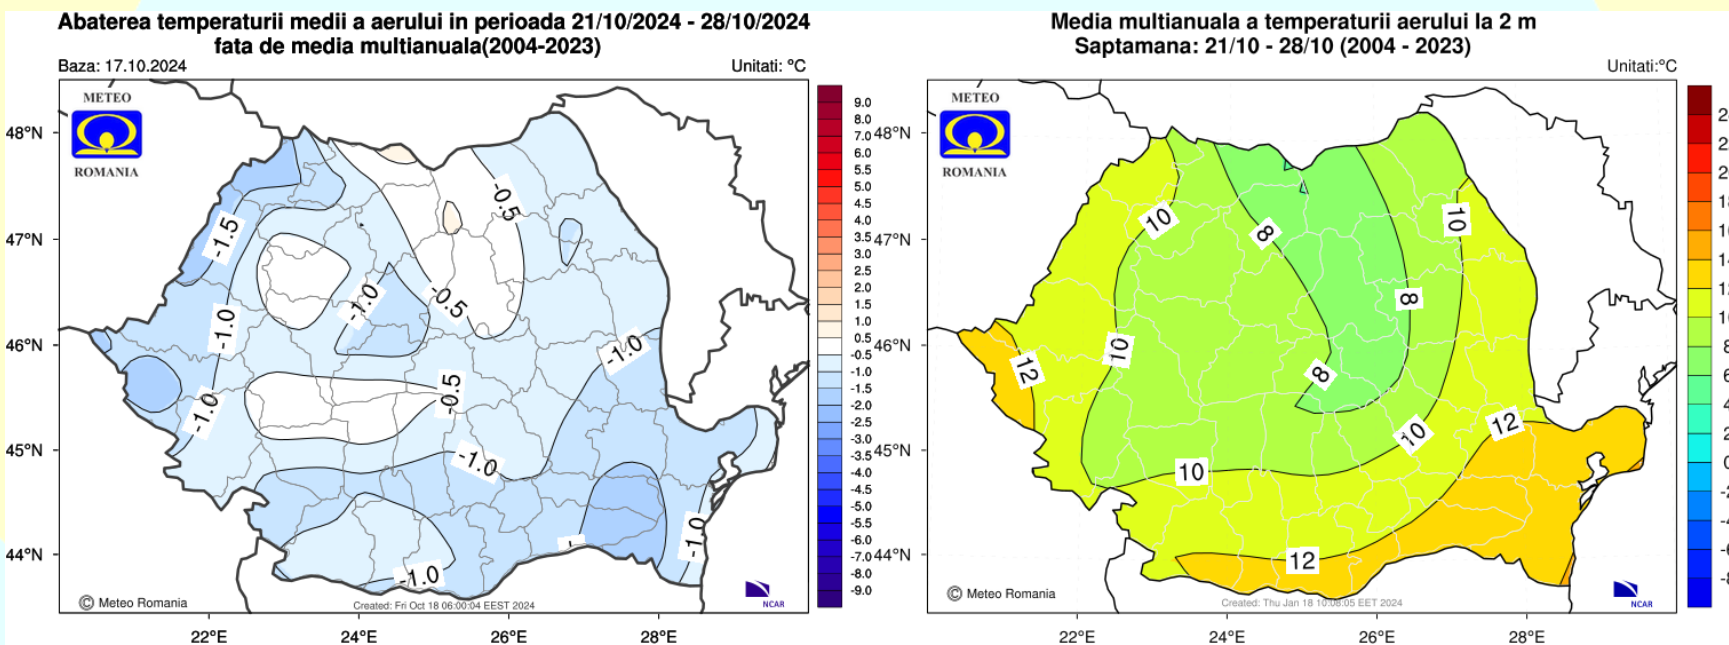 Abaterea temperaturii medii a aerului in perioada 21/10/2024 - 28/10/2024
fata de media multianuala(2004-2023)
Baza: 17.10.2024
Unitati: °C
METEO
ROMANIA
48°N
47°N
46°N
45°N
44°N
-1.5
-0.5
-1.0
-0.5
-1.0
-1.0
-1.0
-0.5
-1.0
-1.0
-1.0
9.0
8.0
7.0
6.0
5.5
5.0
4.5
4.0
3.5
3.0
2.5
2.0
1.5
1.0
0.5
-0.5
-1.0
-1.5
-2.0
-2.5
-3.0
-3.5
-4.0
-4.5
-5.0
-5.5
-6.0
-7.0
-8.0
-9.0
© Meteo Romania
Created: Fri Oct 18 06:00:04 EEST 2024
NCAR
22°E
24°E
26°E
28°E
Media multianuala a temperaturii aerului la 2 m
Saptamana: 21/10 - 28/10 (2004 - 2023)
Unitati:°C
METEO
ROMANIA
48°N
47°N
46°N
45°N
44°N
10
8
10
8
10
12
8
12
10
10
12
8
6
4
2
0
-2
-4
-6
-8
© Meteo Romania
Created: Thu Jan 18 10:08:05 EET 2024
NCAR
22°E
24°E
26°E
28°E